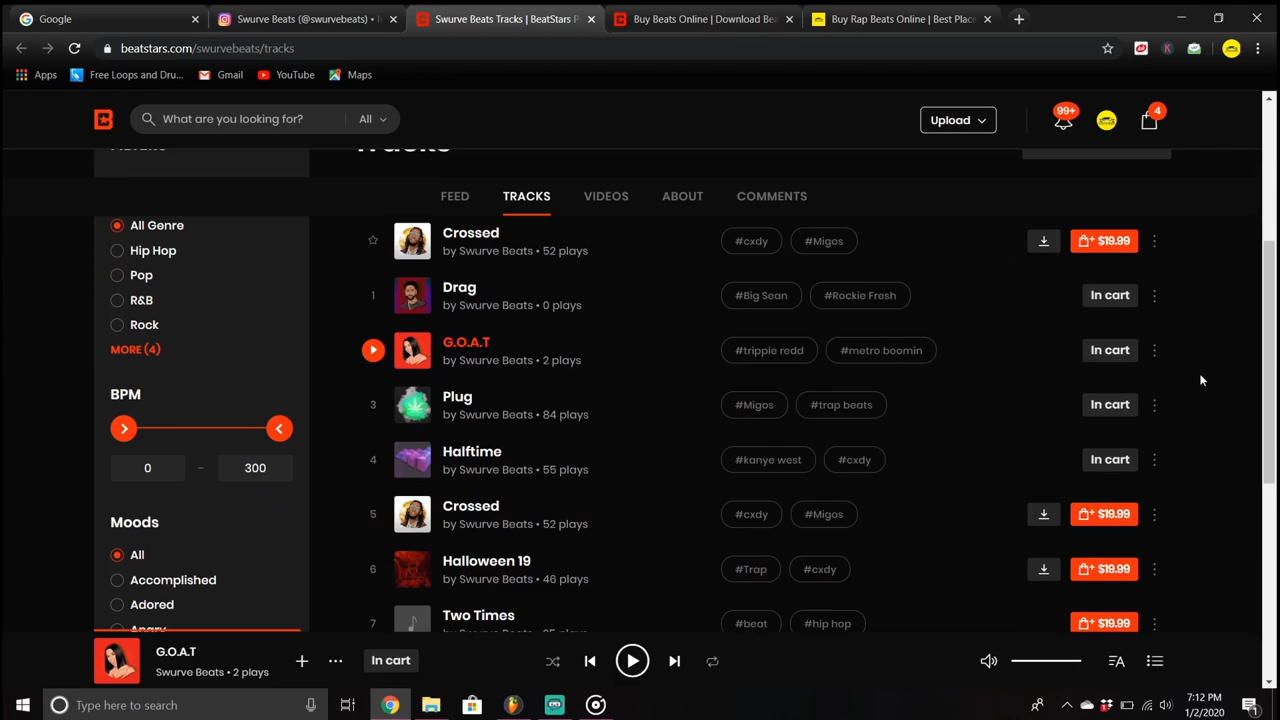 Google
Swurve Beats (@swurvebeats) • I
Swurve Beats Tracks | BeatStars P
Buy Beats Online | Download Bea
Buy Rap Beats Online | Best Place
beatstars.com/swurvebeats/tracks
Apps
Free Loops and Dru...
Gmail
YouTube
Maps
What are you looking for?
All
Upload
99+
4
Tracks
FEED
TRACKS
VIDEOS
ABOUT
COMMENTS
All Genre
Hip Hop
Pop
R&B
Rock
MORE (4)
BPM
0 – 300
Moods
All
Accomplished
Adored
Angry
Crossed
by Swurve Beats • 52 plays
#cxdy #Migos
$19.99
1
Drag
by Swurve Beats • 0 plays
#Big Sean #Rockie Fresh
In cart
G.O.A.T
by Swurve Beats • 2 plays
#trippie redd #metro boomin
In cart
3
Plug
by Swurve Beats • 84 plays
#Migos #trap beats
In cart
4
Halftime
by Swurve Beats • 55 plays
#kanye west #cxdy
In cart
5
Crossed
by Swurve Beats • 52 plays
#cxdy #Migos
$19.99
6
Halloween 19
by Swurve Beats • 46 plays
#Trap #cxdy
$19.99
7
Two Times
#beat #hip hop
$19.99
G.O.A.T
Swurve Beats • 2 plays
In cart
Type here to search
7:12 PM
1/2/2020
1